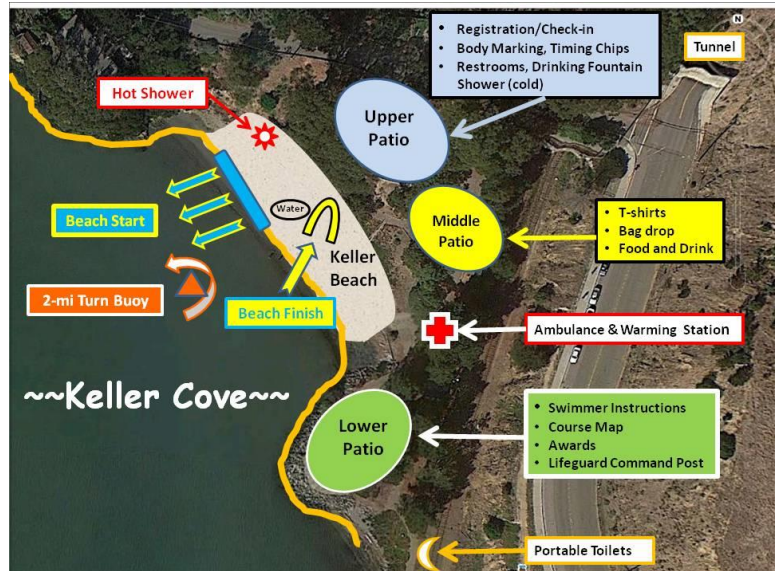 N
• Registration/Check-in
• Body Marking, Timing Chips
• Restrooms, Drinking Fountain
Shower (cold)
Tunnel
Hot Shower
Upper
Patio
Beach Start
Water
Middle
Patio
• T-shirts
• Bag drop
• Food and Drink
Keller
Beach
2-mi Turn Buoy
Beach Finish
Ambulance & Warming Station
~~Keller Cove~~
Lower
Patio
• Swimmer Instructions
• Course Map
• Awards
• Lifeguard Command Post
Portable Toilets